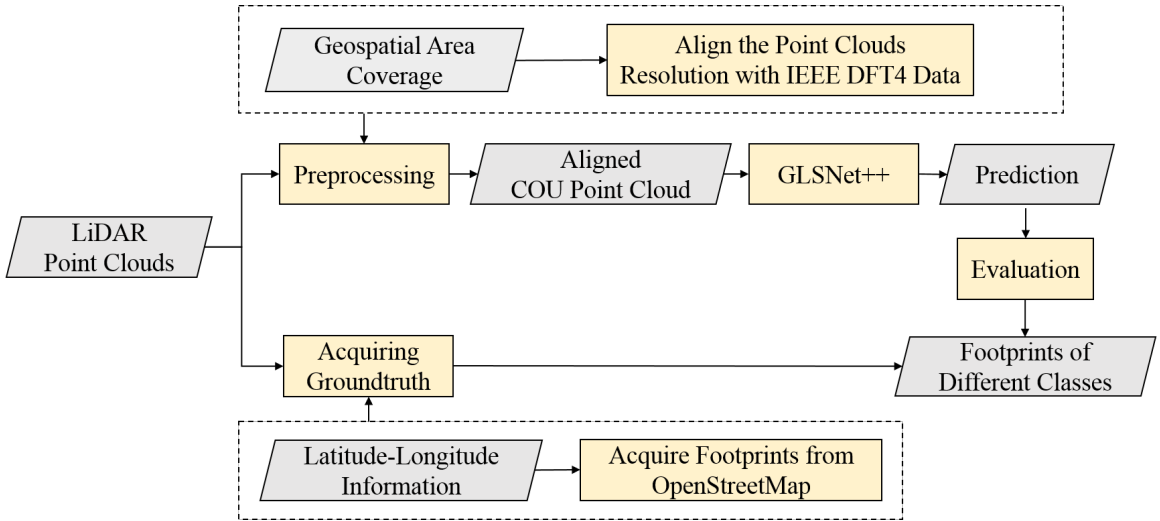 Geospatial Area
Coverage
Align the Point Clouds
Resolution with IEEE DFT4 Data
Preprocessing
Aligned
COU Point Cloud
GLSNet++
Prediction
LiDAR
Point Clouds
Evaluation
Acquiring
Groundtruth
Footprints of
Different Classes
Latitude-Longitude
Information
Acquire Footprints from
OpenStreetMap